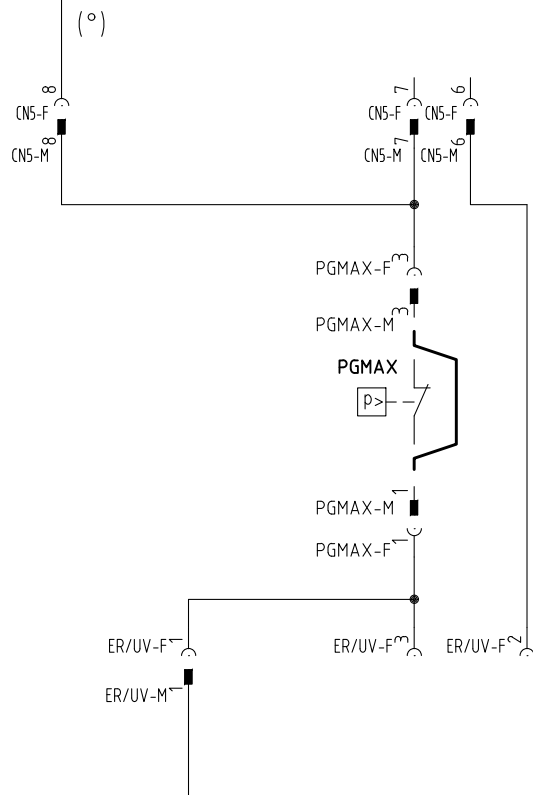 (°)
8 7 6
CN5-F CN5-F CN5-F
8 7 6
CN5-M CN5-M CN5-M
PGMAX-F 3
PGMAX-M 3
PGMAX
p>
PGMAX-M 1
PGMAX-F 1
ER/UV-F 1 ER/UV-F 3 ER/UV-F 2
ER/UV-M 1